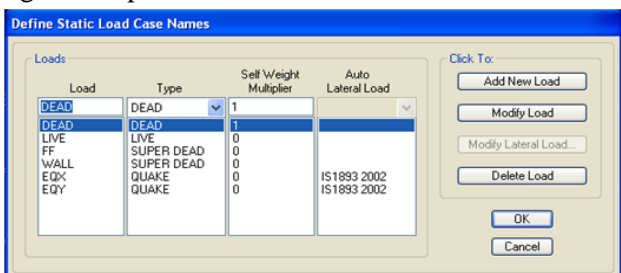 Define Static Load Case Names
Loads
Click To:
Load Type Self Weight Multiplier Auto Lateral Load
DEAD DEAD 1
DEAD DEAD 1
LIVE LIVE 0
FF SUPER DEAD 0
WALL SUPER DEAD 0
EQX QUAKE 0 IS1893 2002
EQY QUAKE 0 IS1893 2002
Add New Load
Modify Load
Modify Lateral Load...
Delete Load
OK
Cancel